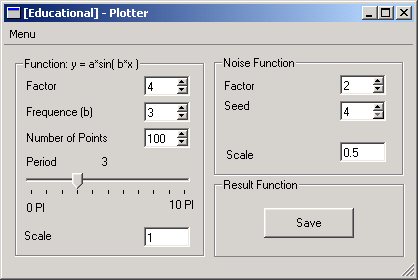 [Educational] - Plotter
Menu
Function: y = a*sin( b*x )
Factor 4
Frequence (b) 3
Number of Points 100
Period 3
0 PI 10 PI
Scale 1
Noise Function
Factor 2
Seed 4
Scale 0.5
Result Function
Save